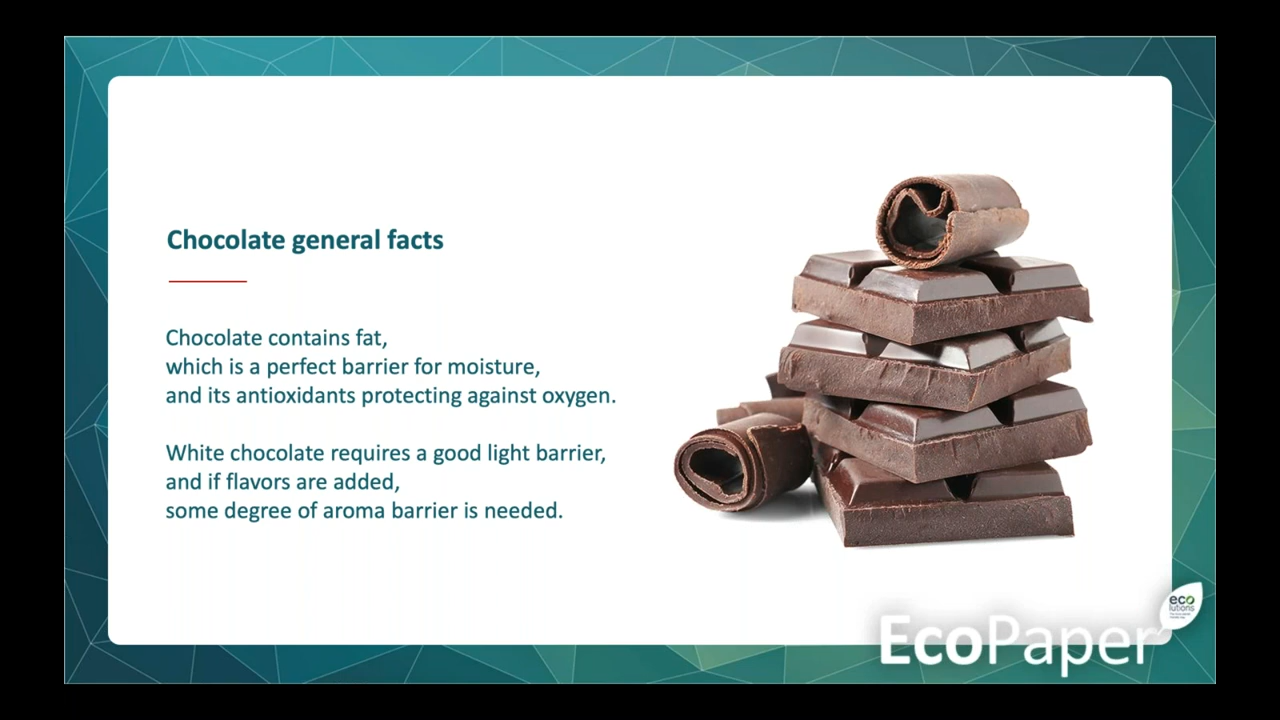 Chocolate general facts
Chocolate contains fat,
which is a perfect barrier for moisture,
and its antioxidants protecting against oxygen.
White chocolate requires a good light barrier,
and if flavors are added,
some degree of aroma barrier is needed.
eco
lutions
EcoPaper